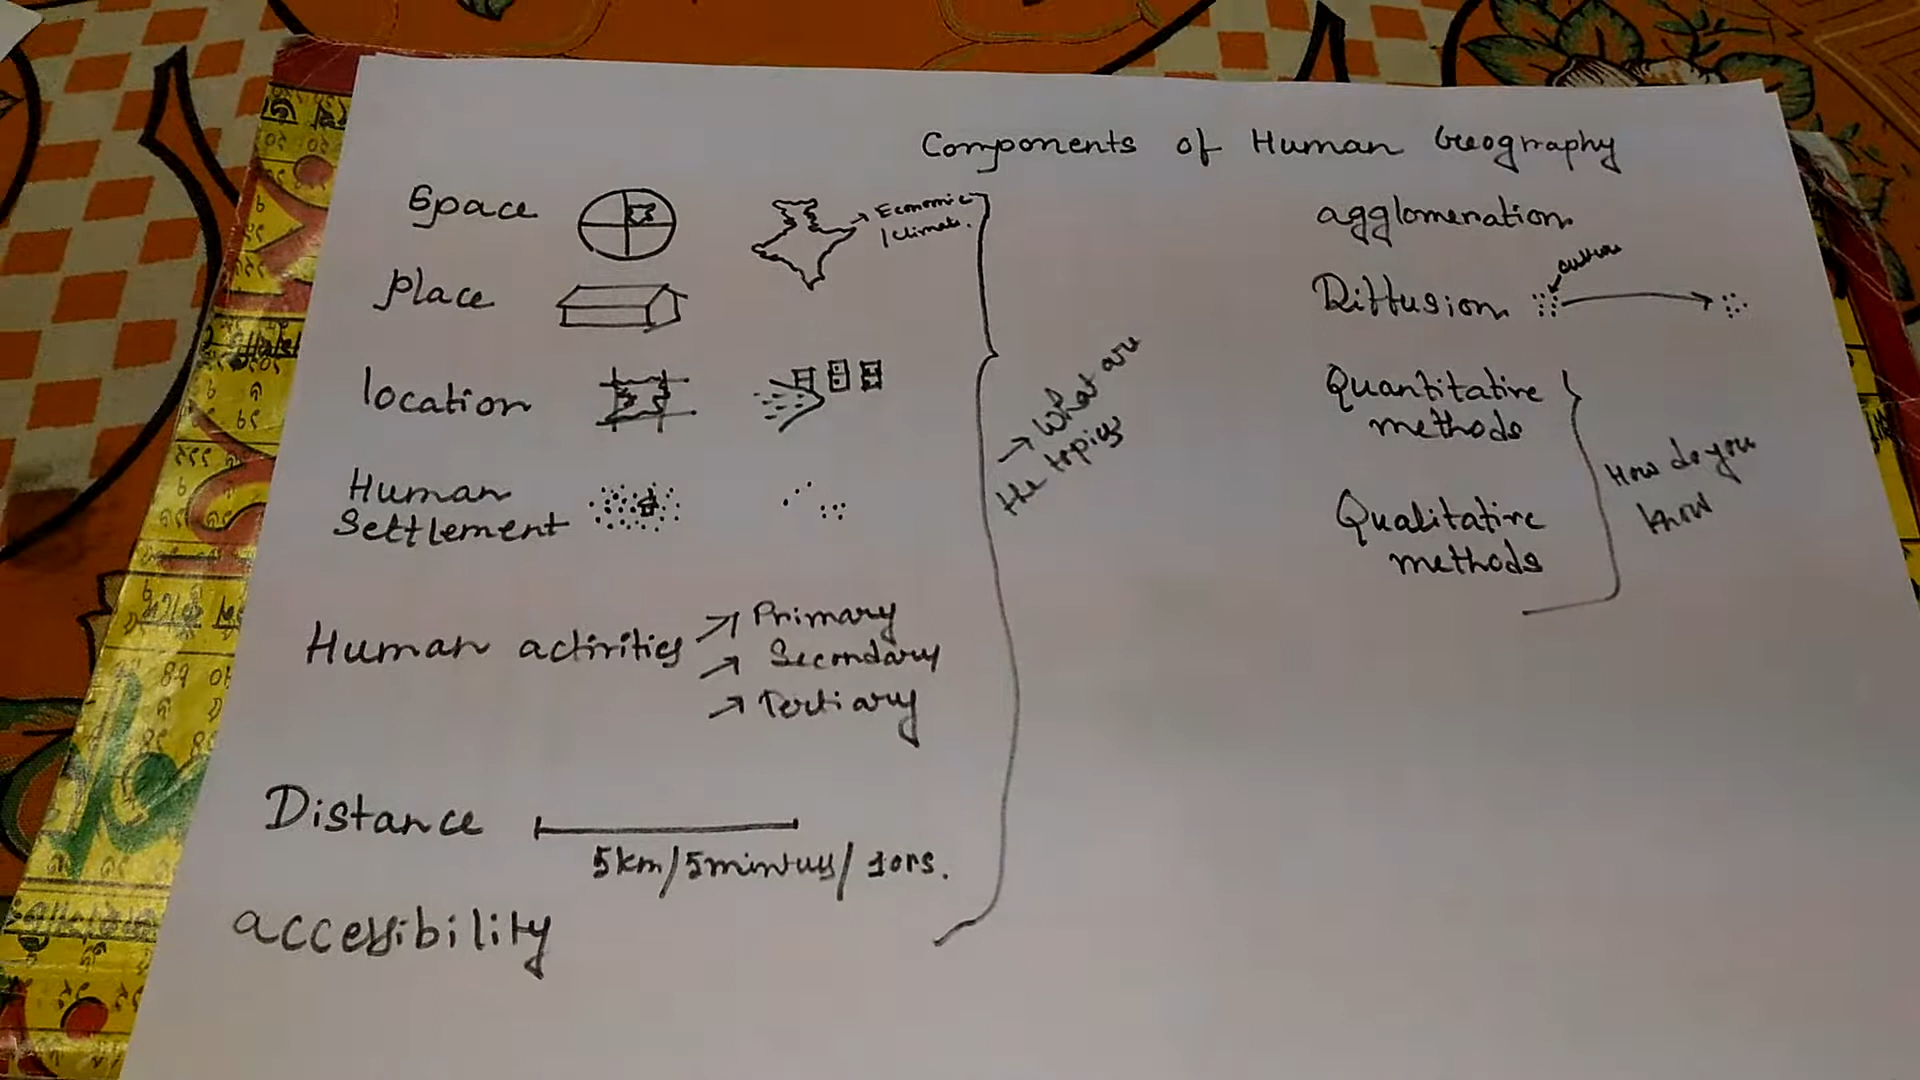 Components of Human Geography
Space
Economic
/climate.
Place
location
Human
Settlement
Human activities
Primary
Secondary
Tertiary
Distance
5km/5minutes/
accessibility
→ What are
the topics
agglomeration
culture
Diffusion
Quantitative
methods
Qualitative
methods
How do you
know